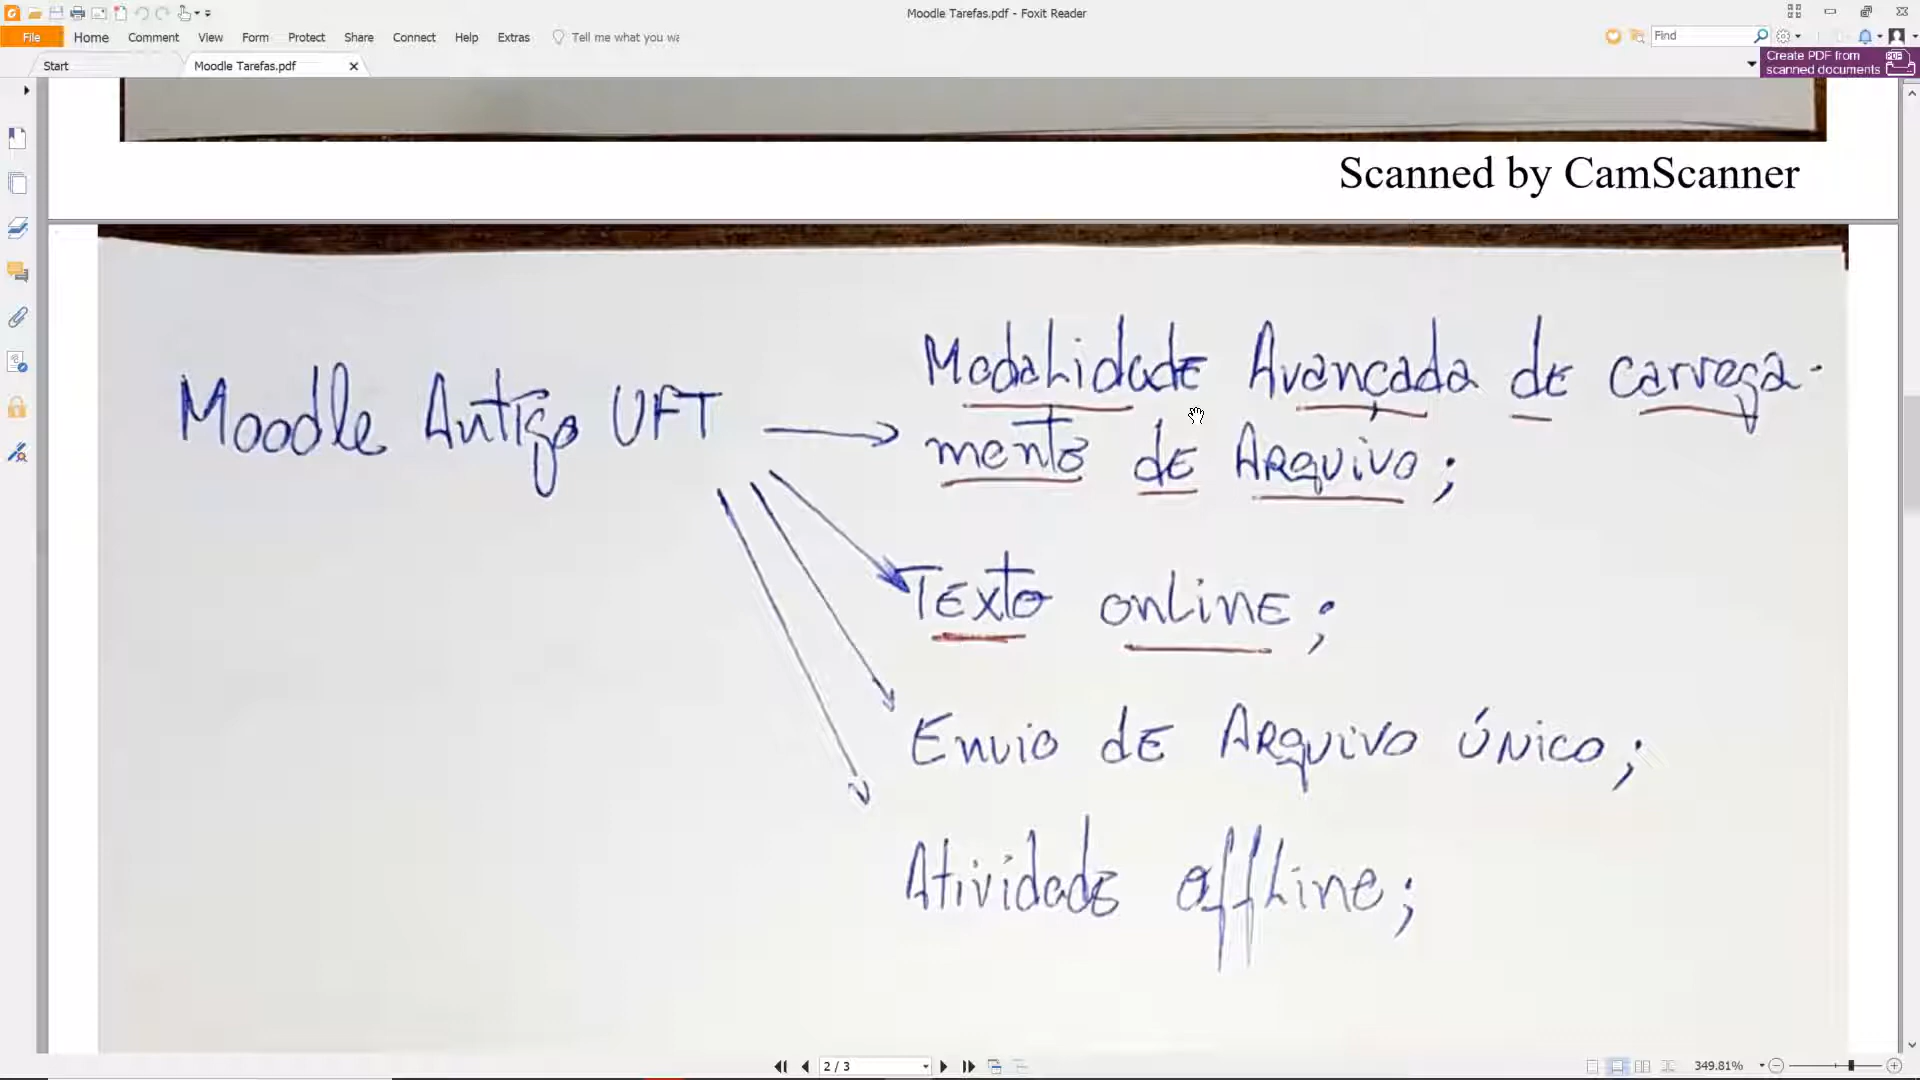 Moodle Tarefas.pdf - Foxit Reader
File Home Comment View Form Protect Share Connect Help Extras Tell me what you wa
Find
Start Moodle Tarefas.pdf
Create PDF from
scanned documents
Scanned by CamScanner
Moodle Antigo UFT
Modalidade Avançada de carrega-
mento de Arquivo;
Texto online;
Envio de Arquivo único;
Atividade offline;
2 / 3
349.81%